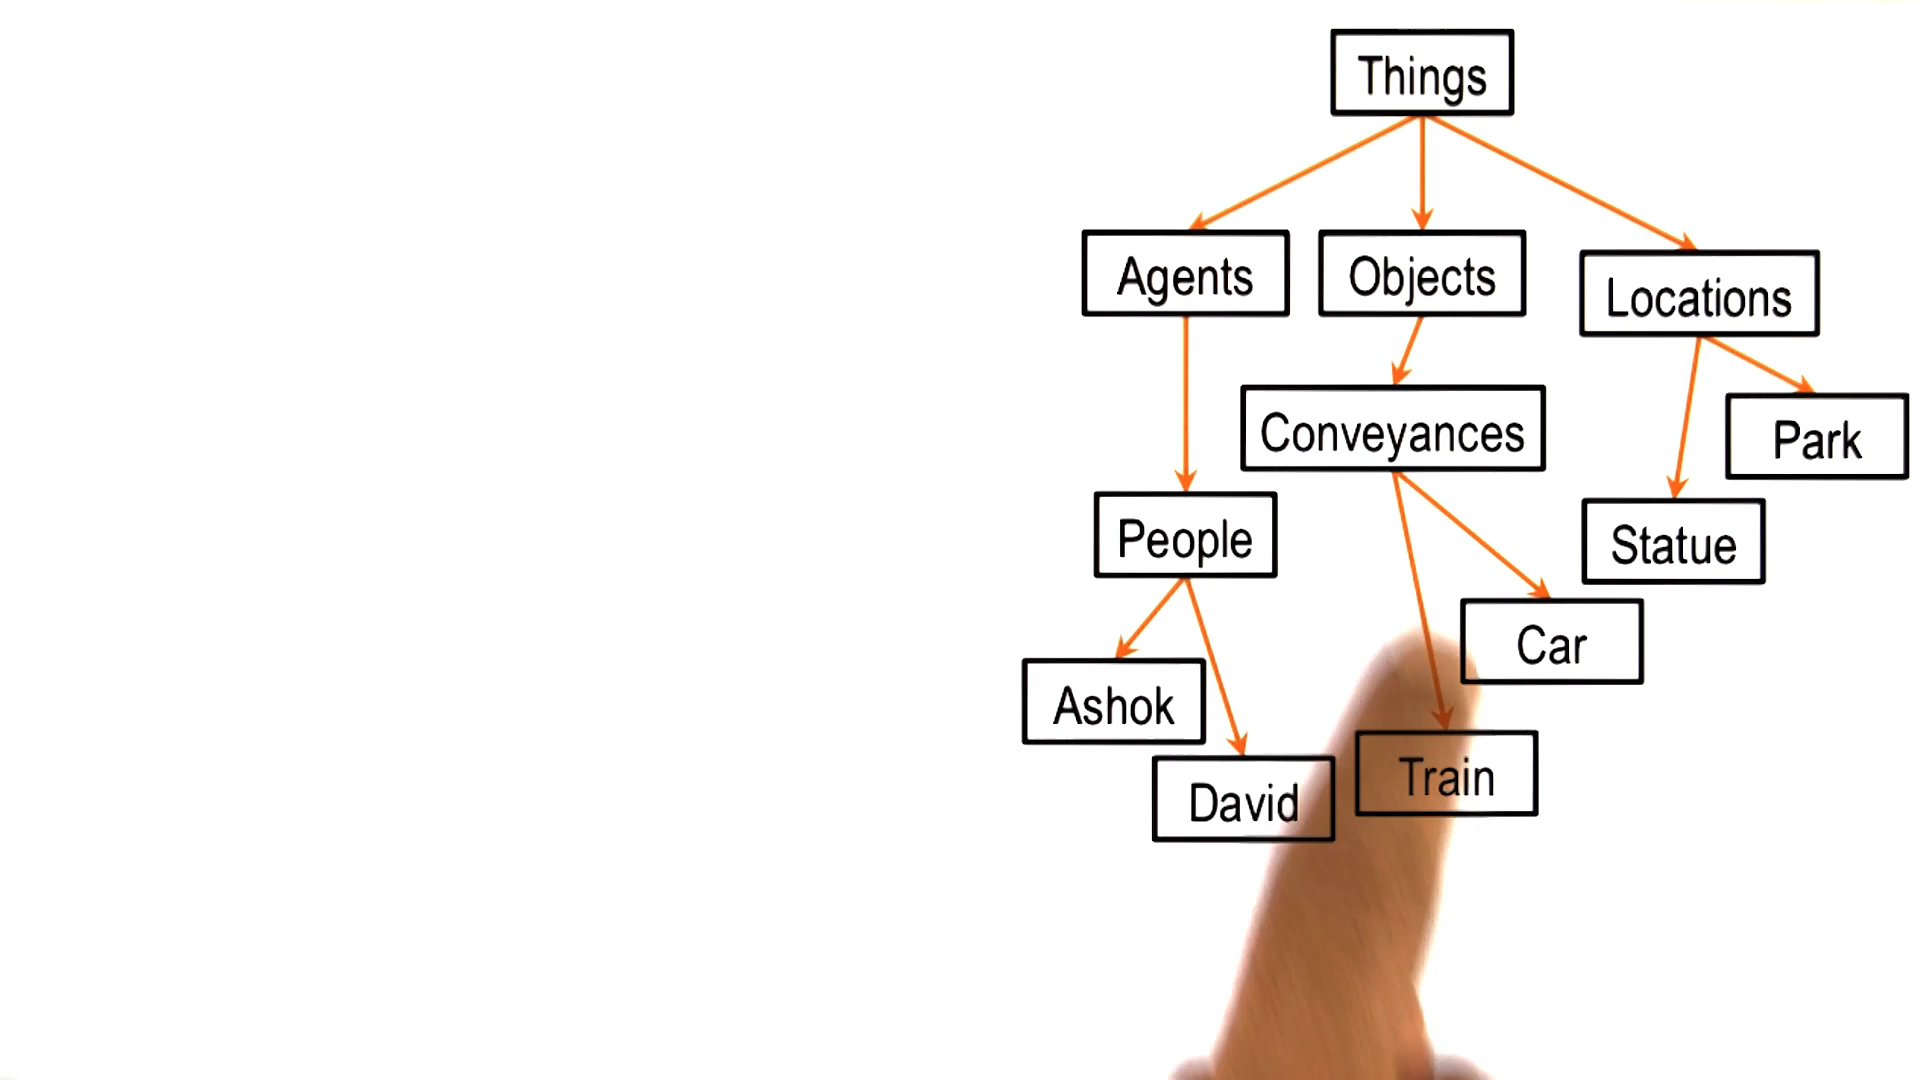 Things
Agents
Objects
Locations
Conveyances
Park
People
Statue
Car
Ashok
Train
David